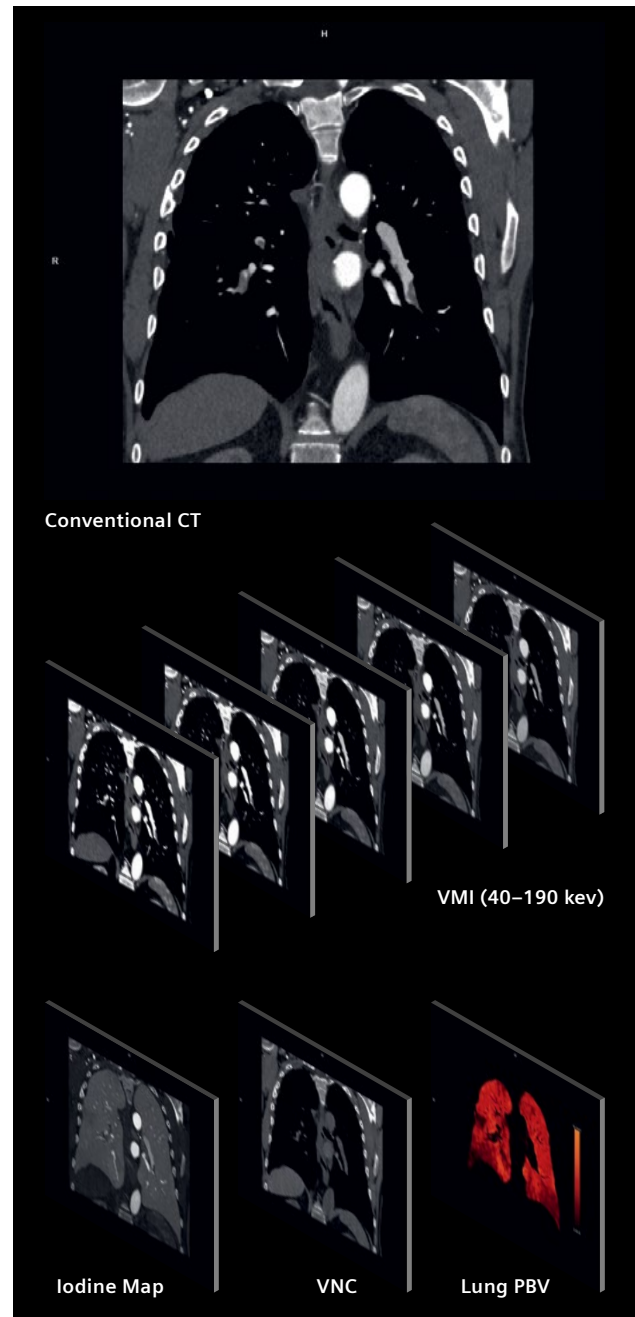 H
R
Conventional CT
VMI (40–190 kev)
Iodine Map
VNC
Lung PBV